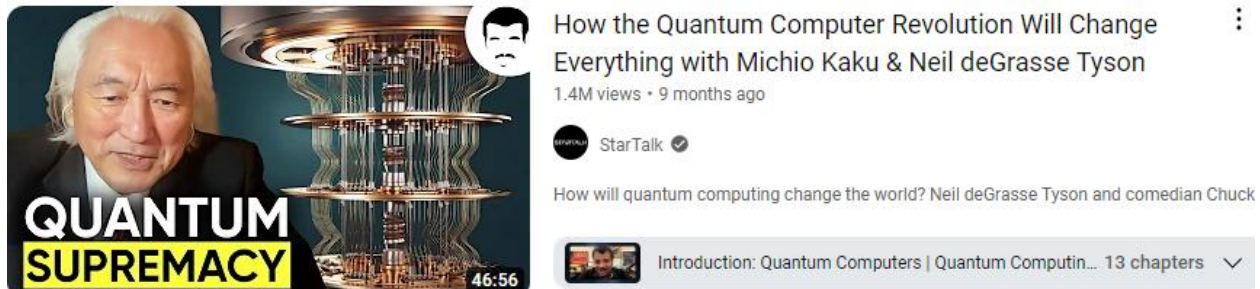 QUANTUM
SUPREMACY
46:56
How the Quantum Computer Revolution Will Change
Everything with Michio Kaku & Neil deGrasse Tyson
1.4M views • 9 months ago
STARTALK
StarTalk
How will quantum computing change the world? Neil deGrasse Tyson and comedian Chuck
Introduction: Quantum Computers | Quantum Computin... 13 chapters